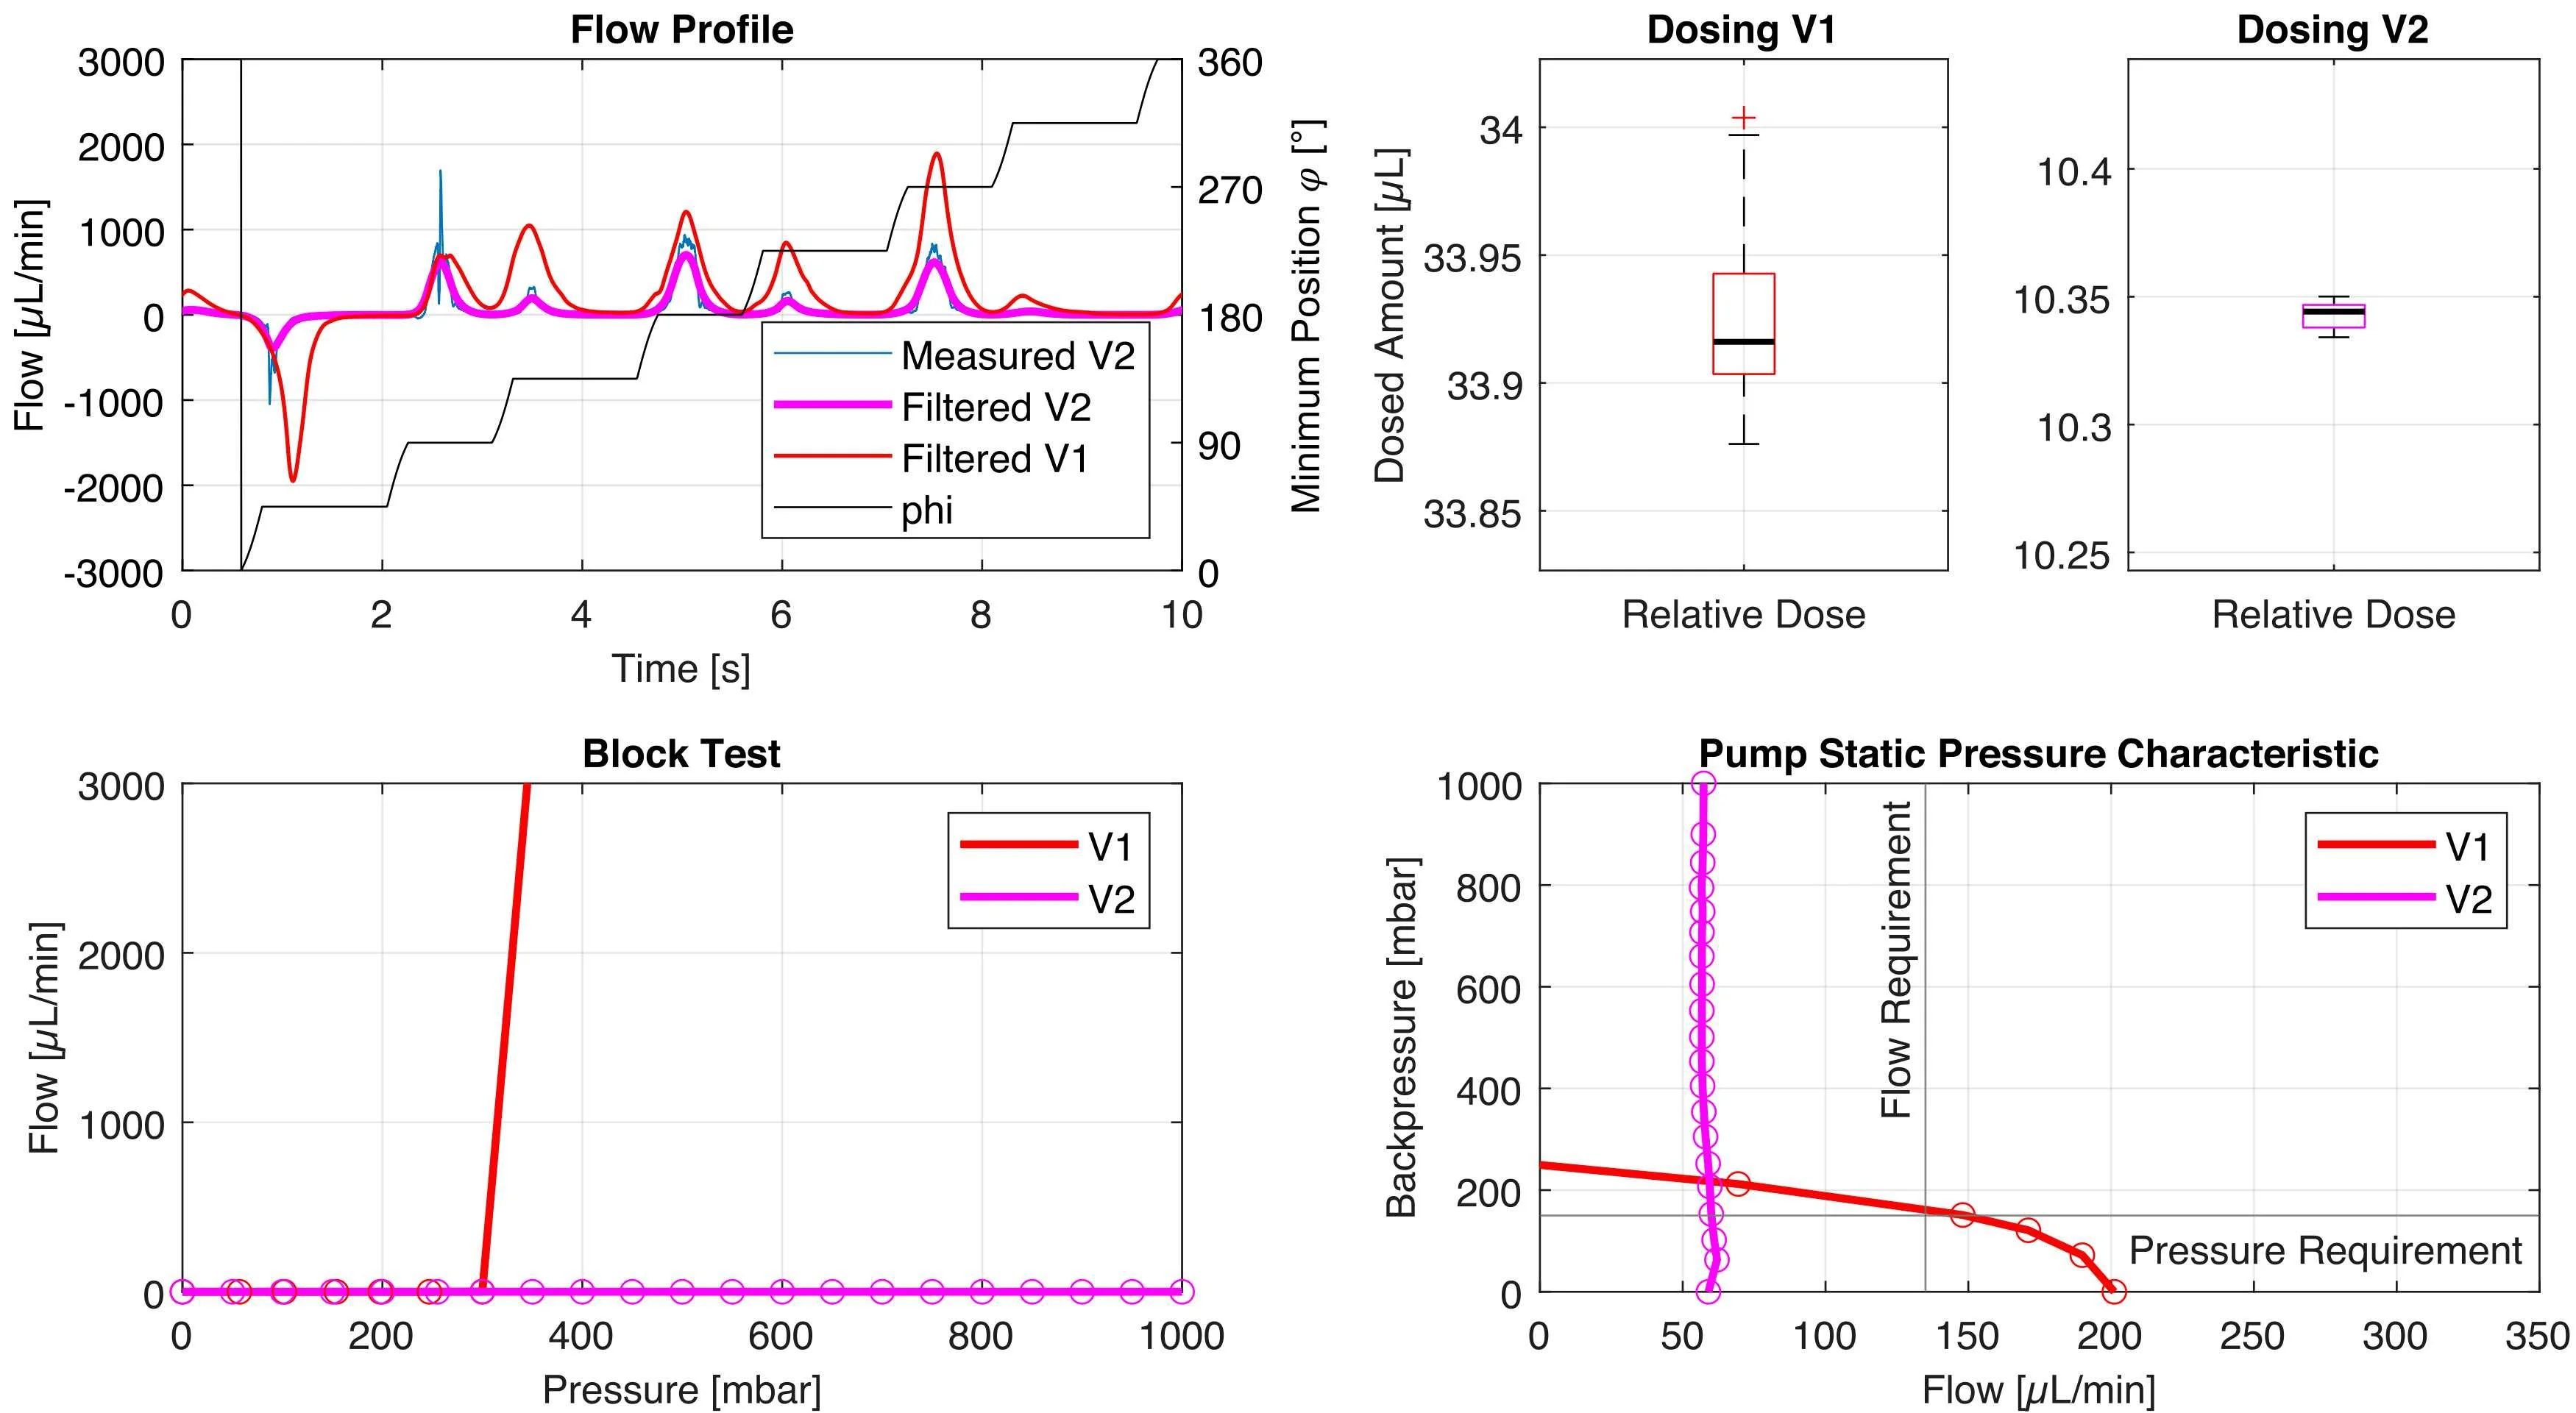 Flow Profile
3000
2000
1000
0
-1000
-2000
-3000
Flow [µL/min]
360
270
180
90
0
Minimum Position φ [°]
Measured V2
Filtered V2
Filtered V1
phi
0 2 4 6 8 10
Time [s]
Dosing V1
34
33.95
33.9
33.85
Dosed Amount [µL]
Relative Dose
Dosing V2
10.4
10.35
10.3
10.25
Relative Dose
Block Test
3000
2000
1000
0
Flow [µL/min]
V1
V2
0 200 400 600 800 1000
Pressure [mbar]
Pump Static Pressure Characteristic
1000
800
600
400
200
0
Backpressure [mbar]
Flow Requirement
V1
V2
Pressure Requirement
0 50 100 150 200 250 300 350
Flow [µL/min]